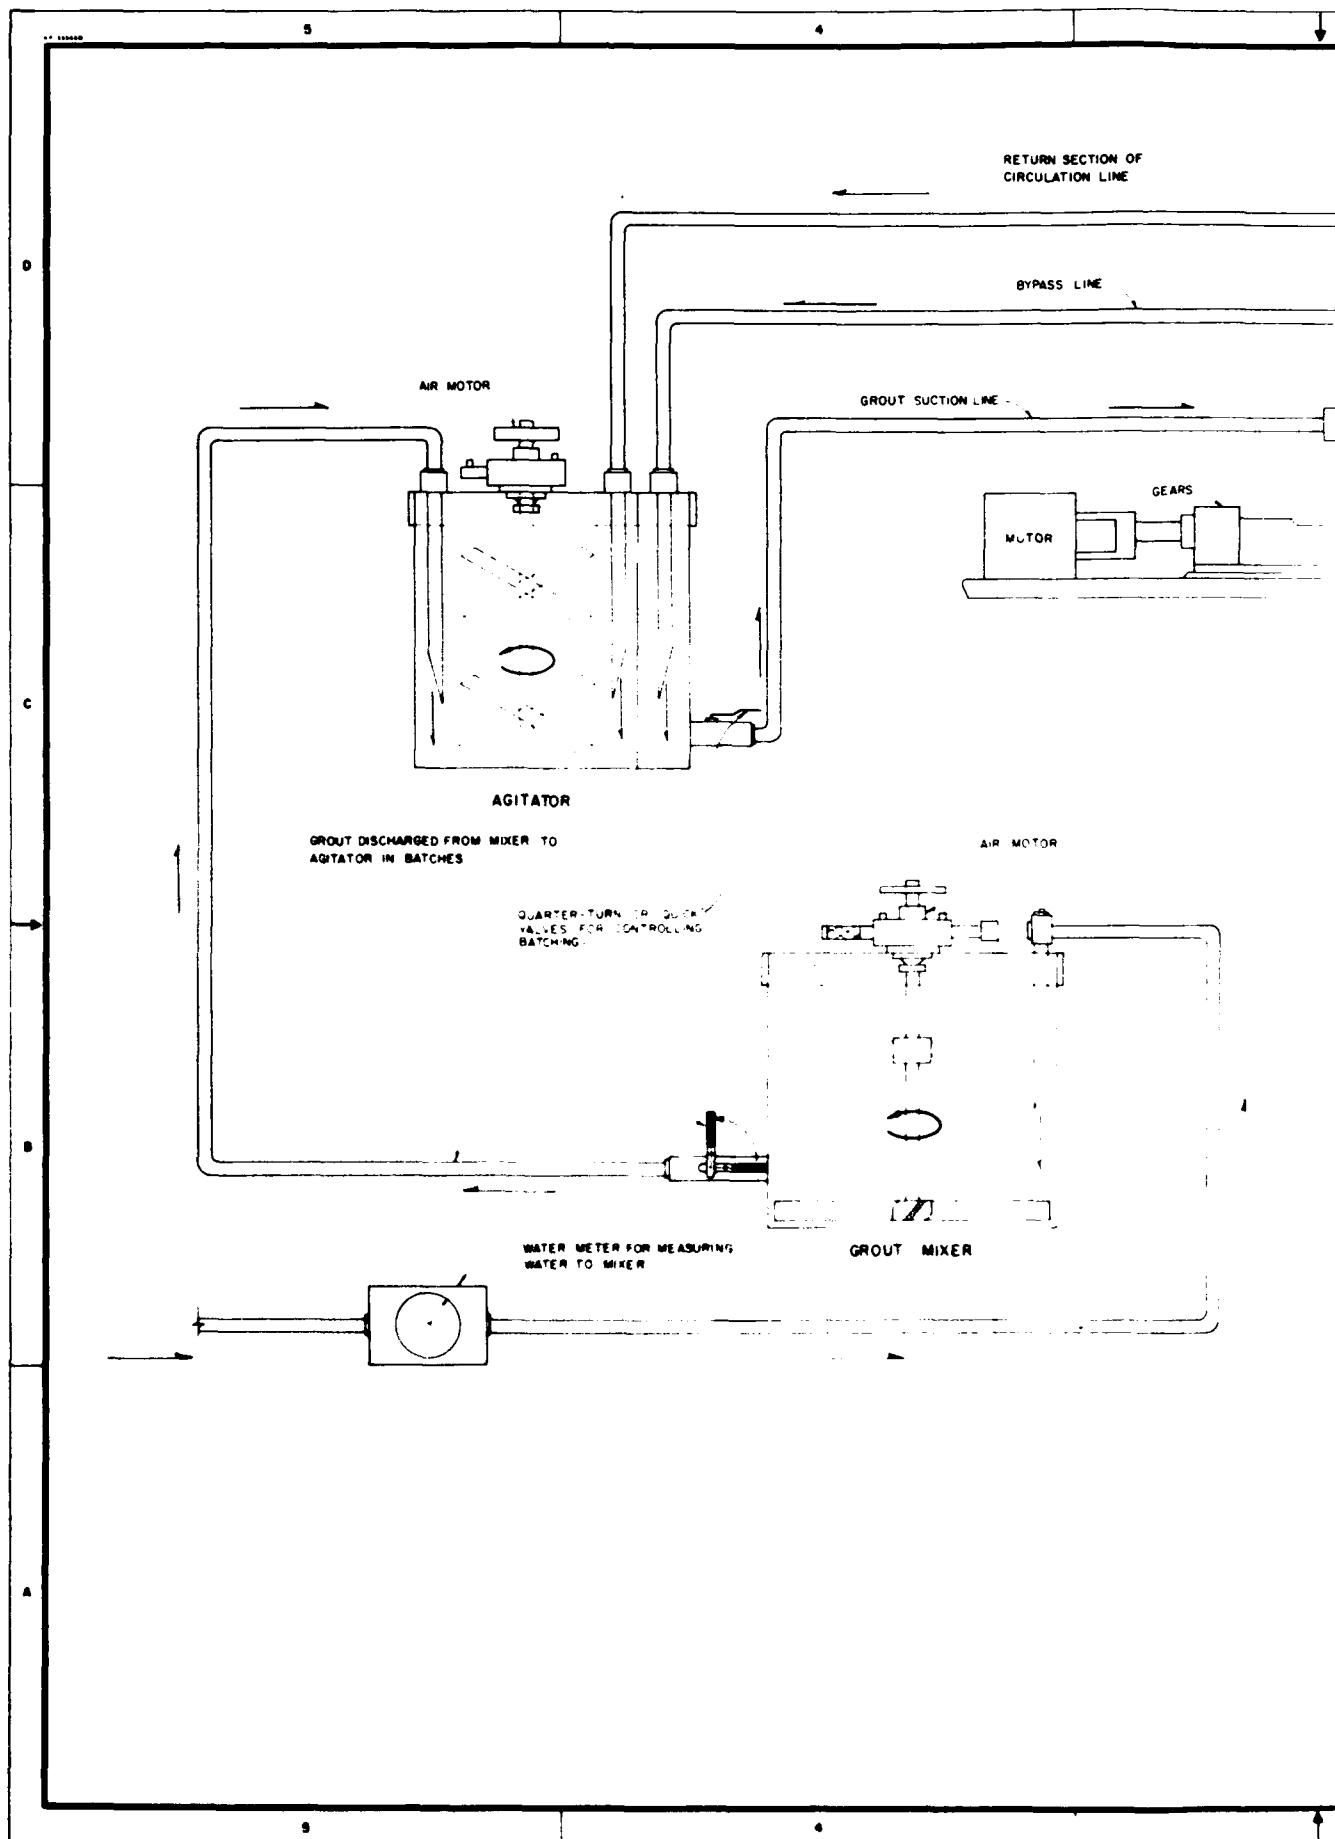 5
4
RETURN SECTION OF
CIRCULATION LINE
D
BYPASS LINE
AIR MOTOR
GROUT SUCTION LINE
GEARS
MOTOR
C
AGITATOR
GROUT DISCHARGED FROM MIXER TO
AGITATOR IN BATCHES
AIR MOTOR
QUARTER-TURN OR QUICK
VALVES FOR CONTROLLING
BATCHING
B
WATER METER FOR MEASURING
WATER TO MIXER
GROUT MIXER
A
4